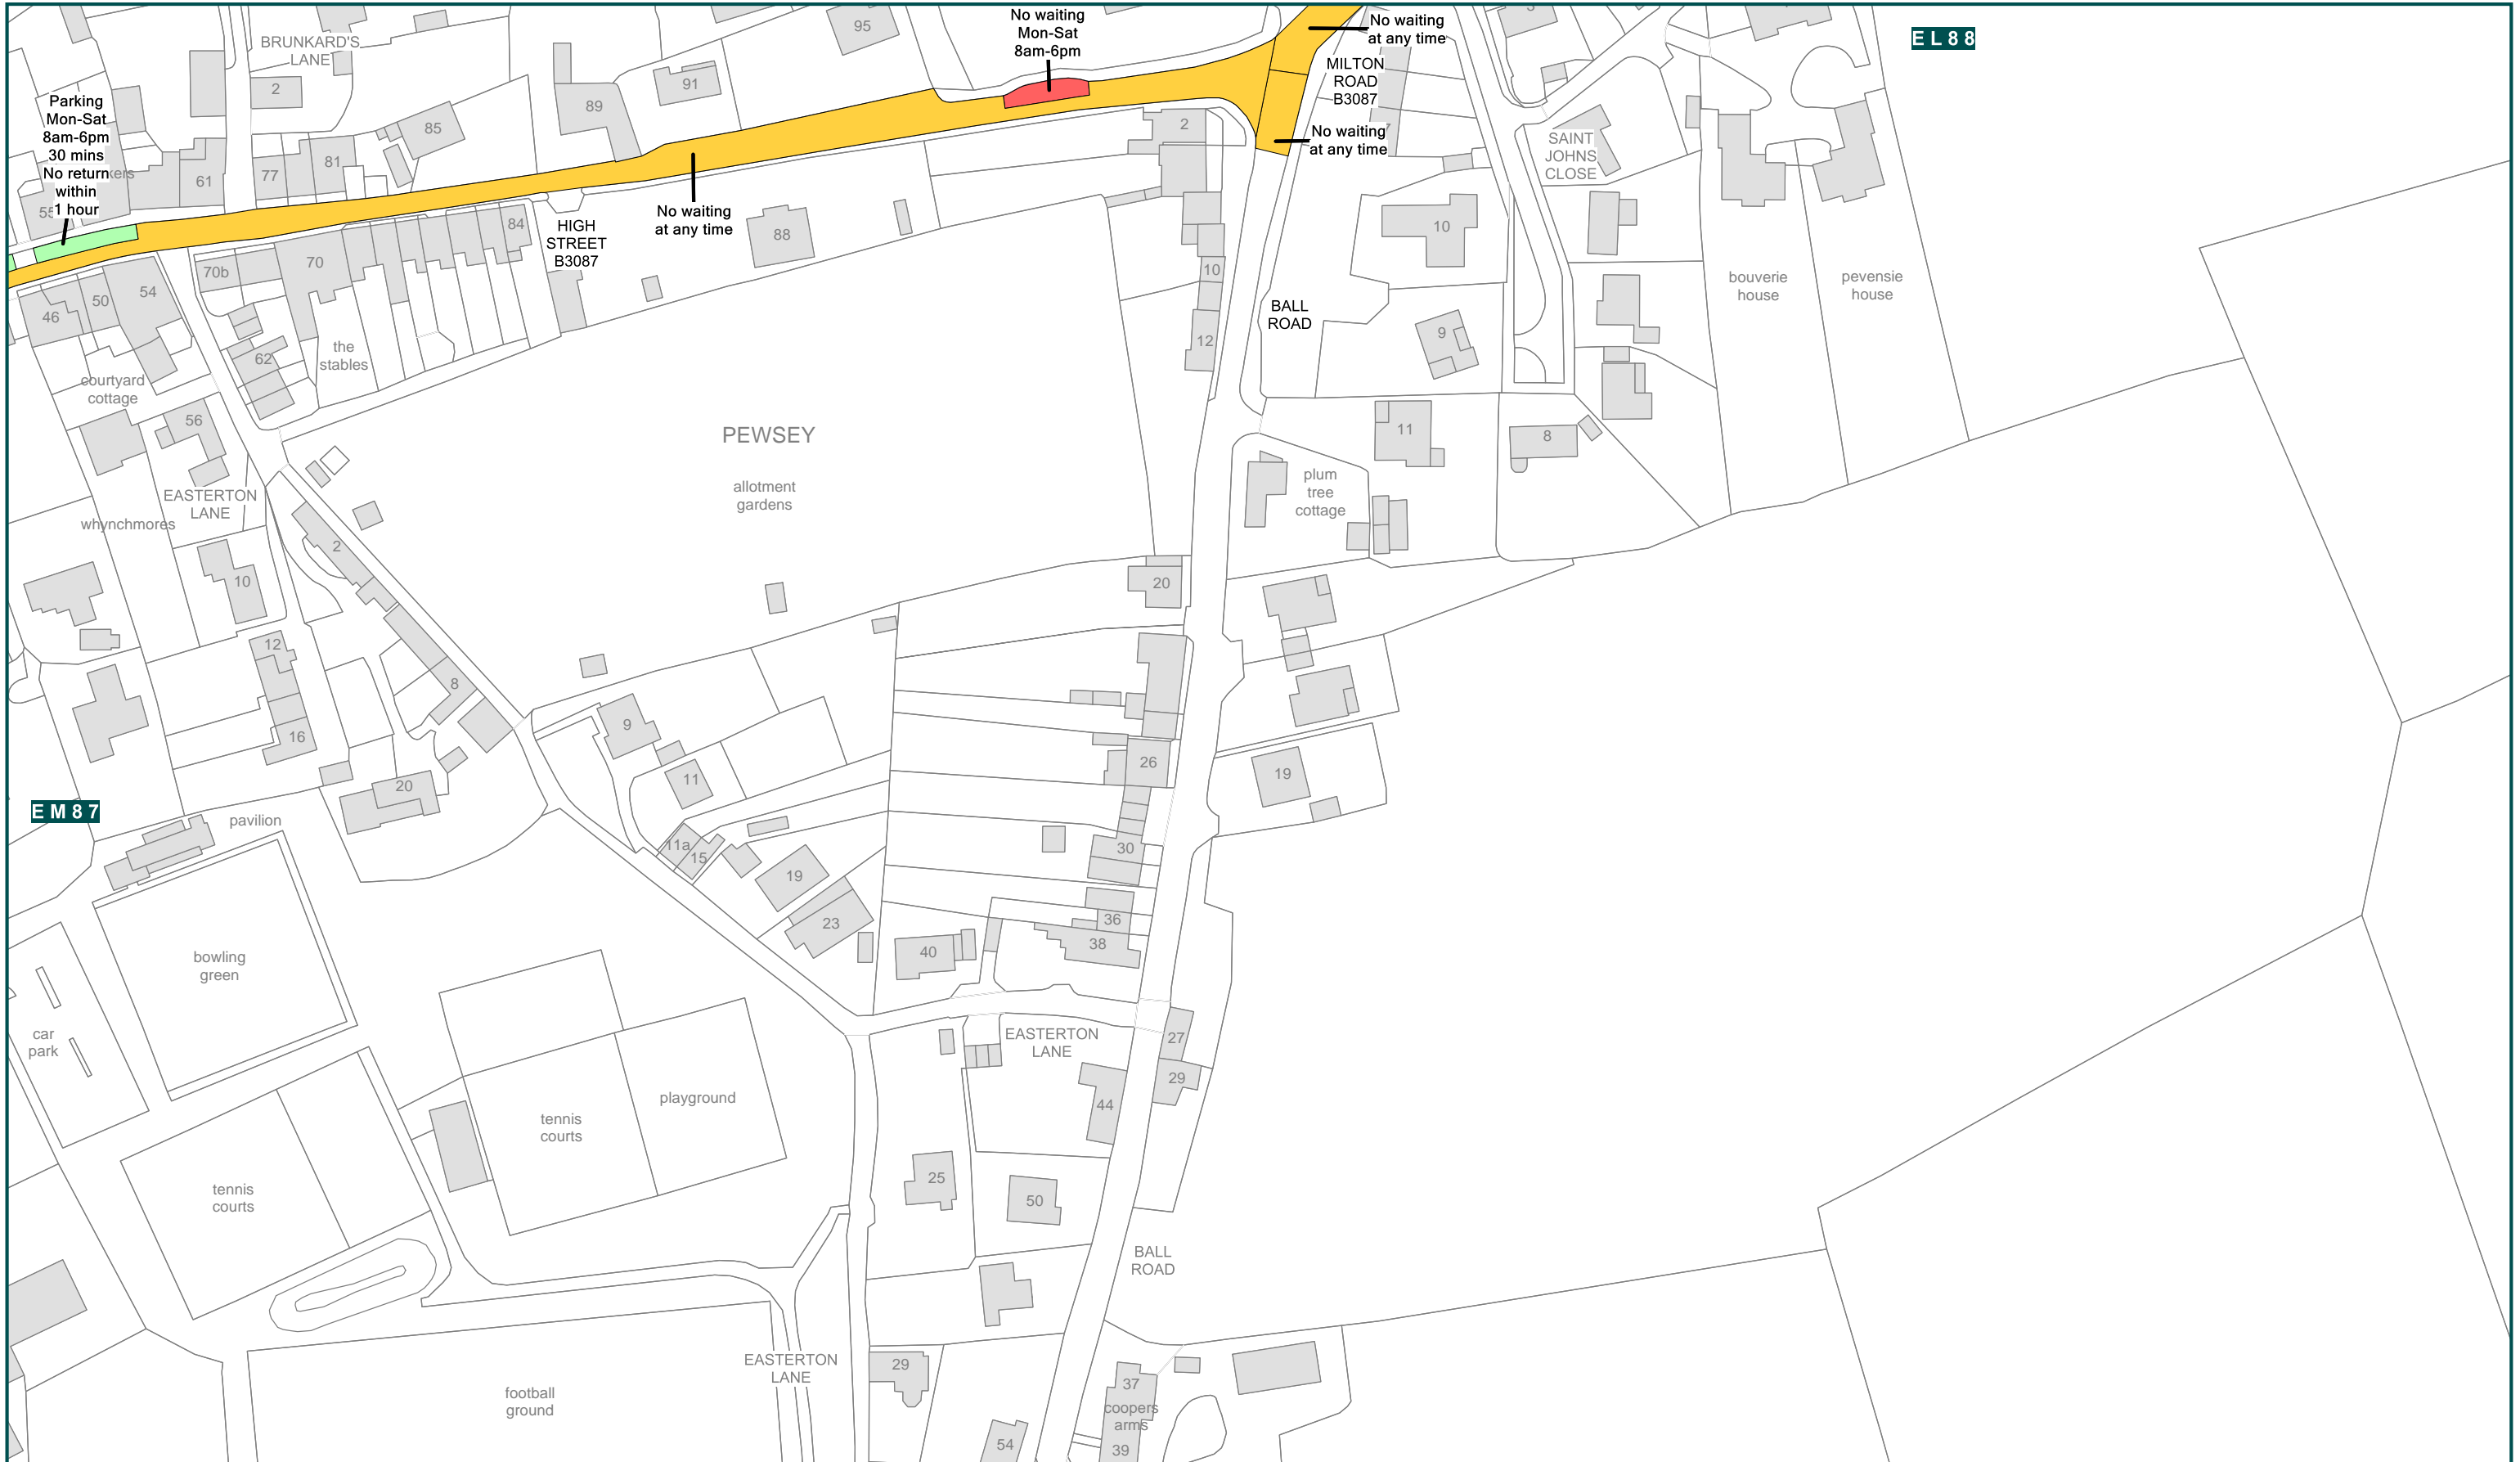 No waiting
Mon-Sat
8am-6pm
No waiting
at any time
EL88
BRUNKARD'S
LANE
95
2
91
89
85
MILTON
ROAD
B3087
Parking
Mon-Sat
8am-6pm
30 mins
No return
within
1 hour
kers
55
61
77
81
No waiting
at any time
2
SAINT
JOHNS
CLOSE
No waiting
at any time
84
88
HIGH
STREET
B3087
10
70b
70
10
bouverie
house
pevensie
house
46
50
54
BALL
ROAD
12
9
62
the
stables
courtyard
cottage
56
PEWSEY
11
8
allotment
gardens
plum
tree
cottage
EASTERTON
LANE
whynchmores
2
10
20
12
8
16
9
11
26
19
20
EM87
pavilion
11a
15
19
23
30
36
38
40
bowling
green
car
park
EASTERTON
LANE
27
29
44
playground
tennis
courts
tennis
courts
25
50
BALL
ROAD
EASTERTON
LANE
29
football
ground
37
coopers
arms
39
54